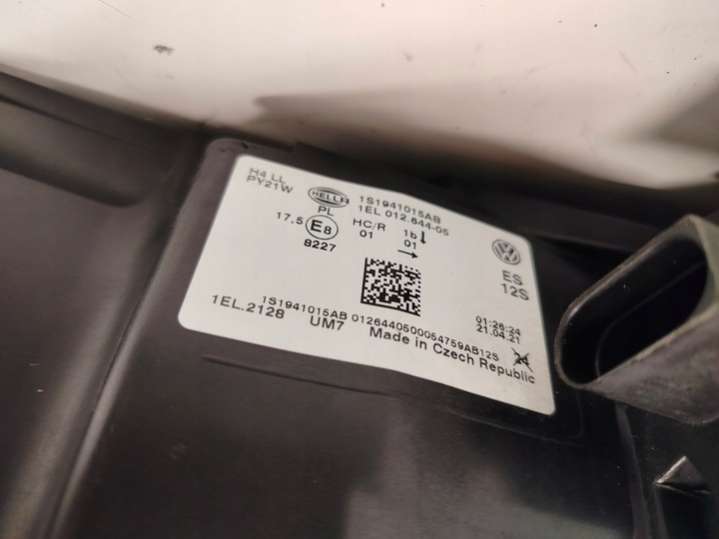 H4 LL
PY21W
HELLA
1S1941015AB
1EL 012.644-05
PL
17.5 E8 HC/R 1b
8227 01 01
ES
12S
1S1941015AB 0126440500054759AB12S
01:26:24
21.04.21
1EL.2128 UM7 Made in Czech Republic